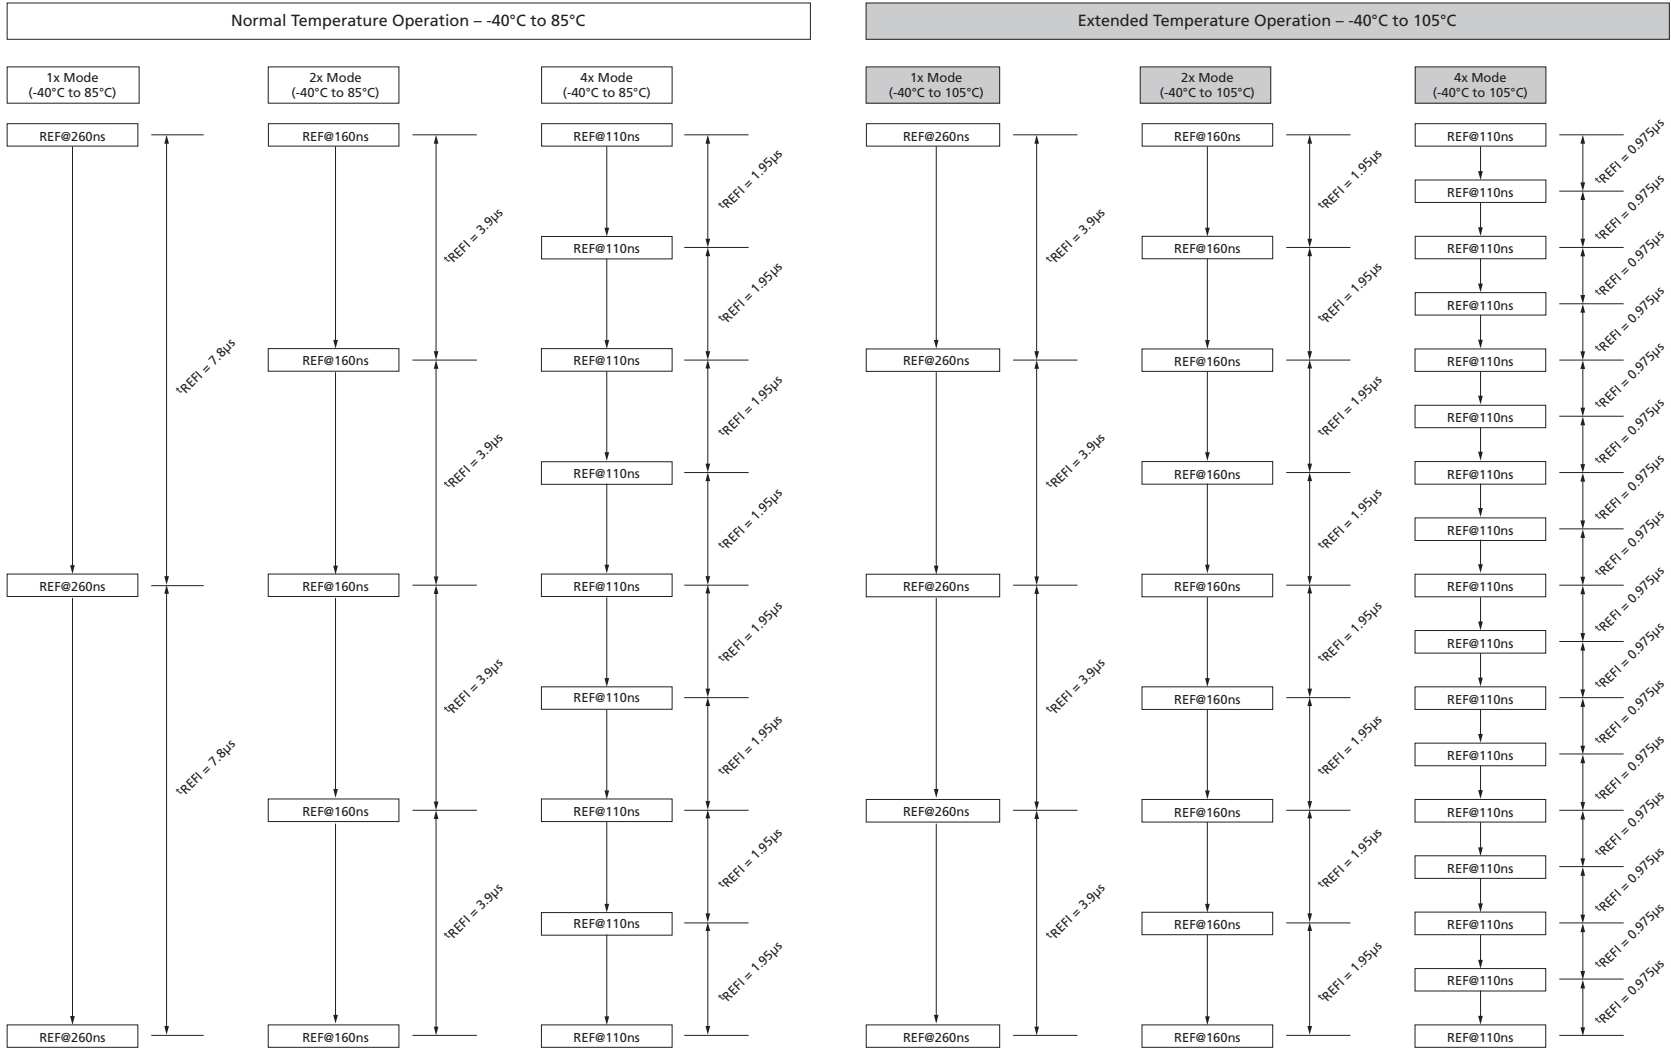 Normal Temperature Operation – -40°C to 85°C
1x Mode
(-40°C to 85°C)
REF@260ns
tREFI = 7.8µs
REF@260ns
tREFI = 7.8µs
REF@260ns
2x Mode
(-40°C to 85°C)
REF@160ns
tREFI = 3.9µs
REF@160ns
tREFI = 3.9µs
REF@160ns
tREFI = 3.9µs
REF@160ns
tREFI = 3.9µs
REF@160ns
4x Mode
(-40°C to 85°C)
REF@110ns
tREFI = 1.95µs
REF@110ns
tREFI = 1.95µs
REF@110ns
tREFI = 1.95µs
REF@110ns
tREFI = 1.95µs
REF@110ns
tREFI = 1.95µs
REF@110ns
tREFI = 1.95µs
REF@110ns
tREFI = 1.95µs
REF@110ns
tREFI = 1.95µs
REF@110ns
Extended Temperature Operation – -40°C to 105°C
1x Mode
(-40°C to 105°C)
REF@260ns
tREFI = 3.9µs
REF@260ns
tREFI = 3.9µs
REF@260ns
tREFI = 3.9µs
REF@260ns
tREFI = 3.9µs
REF@260ns
2x Mode
(-40°C to 105°C)
REF@160ns
tREFI = 1.95µs
REF@160ns
tREFI = 1.95µs
REF@160ns
tREFI = 1.95µs
REF@160ns
tREFI = 1.95µs
REF@160ns
tREFI = 1.95µs
REF@160ns
tREFI = 1.95µs
REF@160ns
tREFI = 1.95µs
REF@160ns
tREFI = 1.95µs
REF@160ns
4x Mode
(-40°C to 105°C)
REF@110ns
tREFI = 0.975µs
REF@110ns
tREFI = 0.975µs
REF@110ns
tREFI = 0.975µs
REF@110ns
tREFI = 0.975µs
REF@110ns
tREFI = 0.975µs
REF@110ns
tREFI = 0.975µs
REF@110ns
tREFI = 0.975µs
REF@110ns
tREFI = 0.975µs
REF@110ns
tREFI = 0.975µs
REF@110ns
tREFI = 0.975µs
REF@110ns
tREFI = 0.975µs
REF@110ns
tREFI = 0.975µs
REF@110ns
tREFI = 0.975µs
REF@110ns
tREFI = 0.975µs
REF@110ns
tREFI = 0.975µs
REF@110ns
tREFI = 0.975µs
REF@110ns